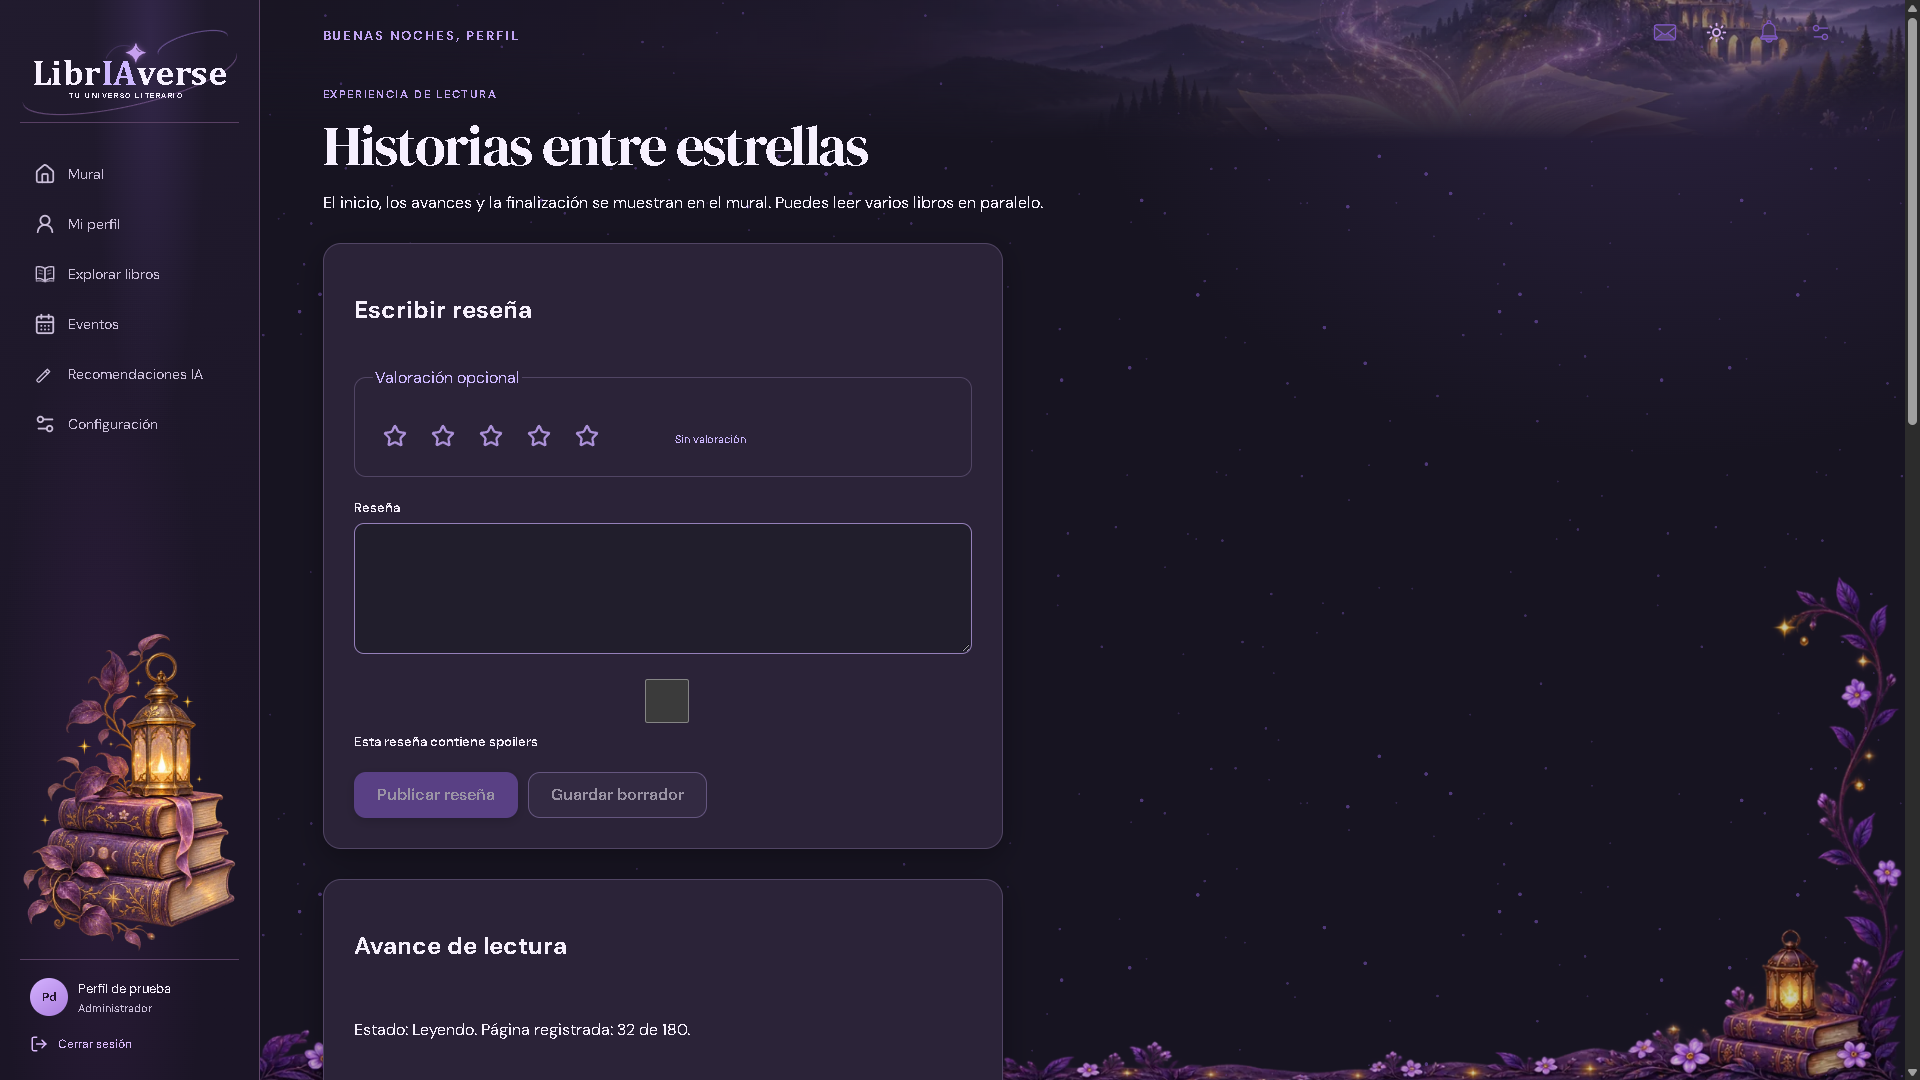 LibrIAverse
TU UNIVERSO LITERARIO
Mural
Mi perfil
Explorar libros
Eventos
Recomendaciones IA
Configuración
Pd
Perfil de prueba
Administrador
Cerrar sesión
BUENAS NOCHES, PERFIL
EXPERIENCIA DE LECTURA
Historias entre estrellas
El inicio, los avances y la finalización se muestran en el mural. Puedes leer varios libros en paralelo.
Escribir reseña
Valoración opcional
Sin valoración
Reseña
Esta reseña contiene spoilers
Publicar reseña
Guardar borrador
Avance de lectura
Estado: Leyendo. Página registrada: 32 de 180.